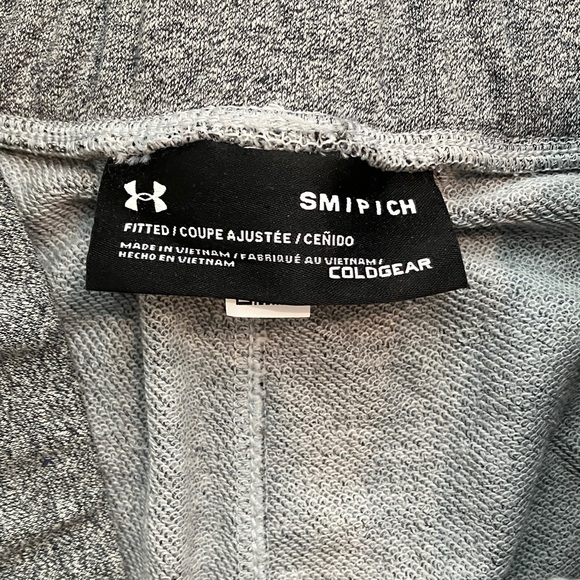 SM/P/CH
FITTED / COUPE AJUSTÉE / CEÑIDO
MADE IN VIETNAM / FABRIQUÉ AU VIETNAM /
HECHO EN VIETNAM
COLDGEAR